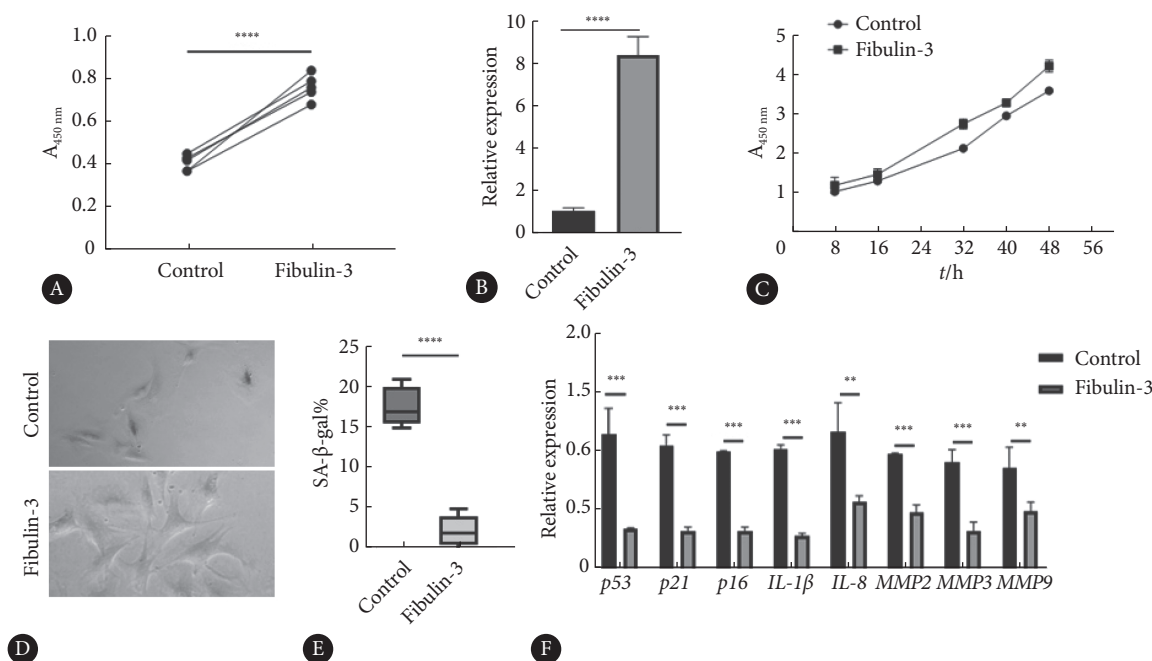 ****
1.0
0.8
0.6
0.4
0.2
0
A450 nm
Control
Fibulin-3
A
****
10
8
6
4
2
0
Relative expression
Control
Fibulin-3
B
Control
Fibulin-3
5
4
3
2
1
0
A450 nm
8
16
24
32
40
48
56
t/h
C
Control
Fibulin-3
D
****
25
20
15
10
5
0
SA-β-gal%
Control
Fibulin-3
E
2.0
1.5
0.6
0.5
0
Relative expression
Control
Fibulin-3
***
***
***
***
**
***
***
**
p53
p21
p16
IL-1β
IL-8
MMP2
MMP3
MMP9
F